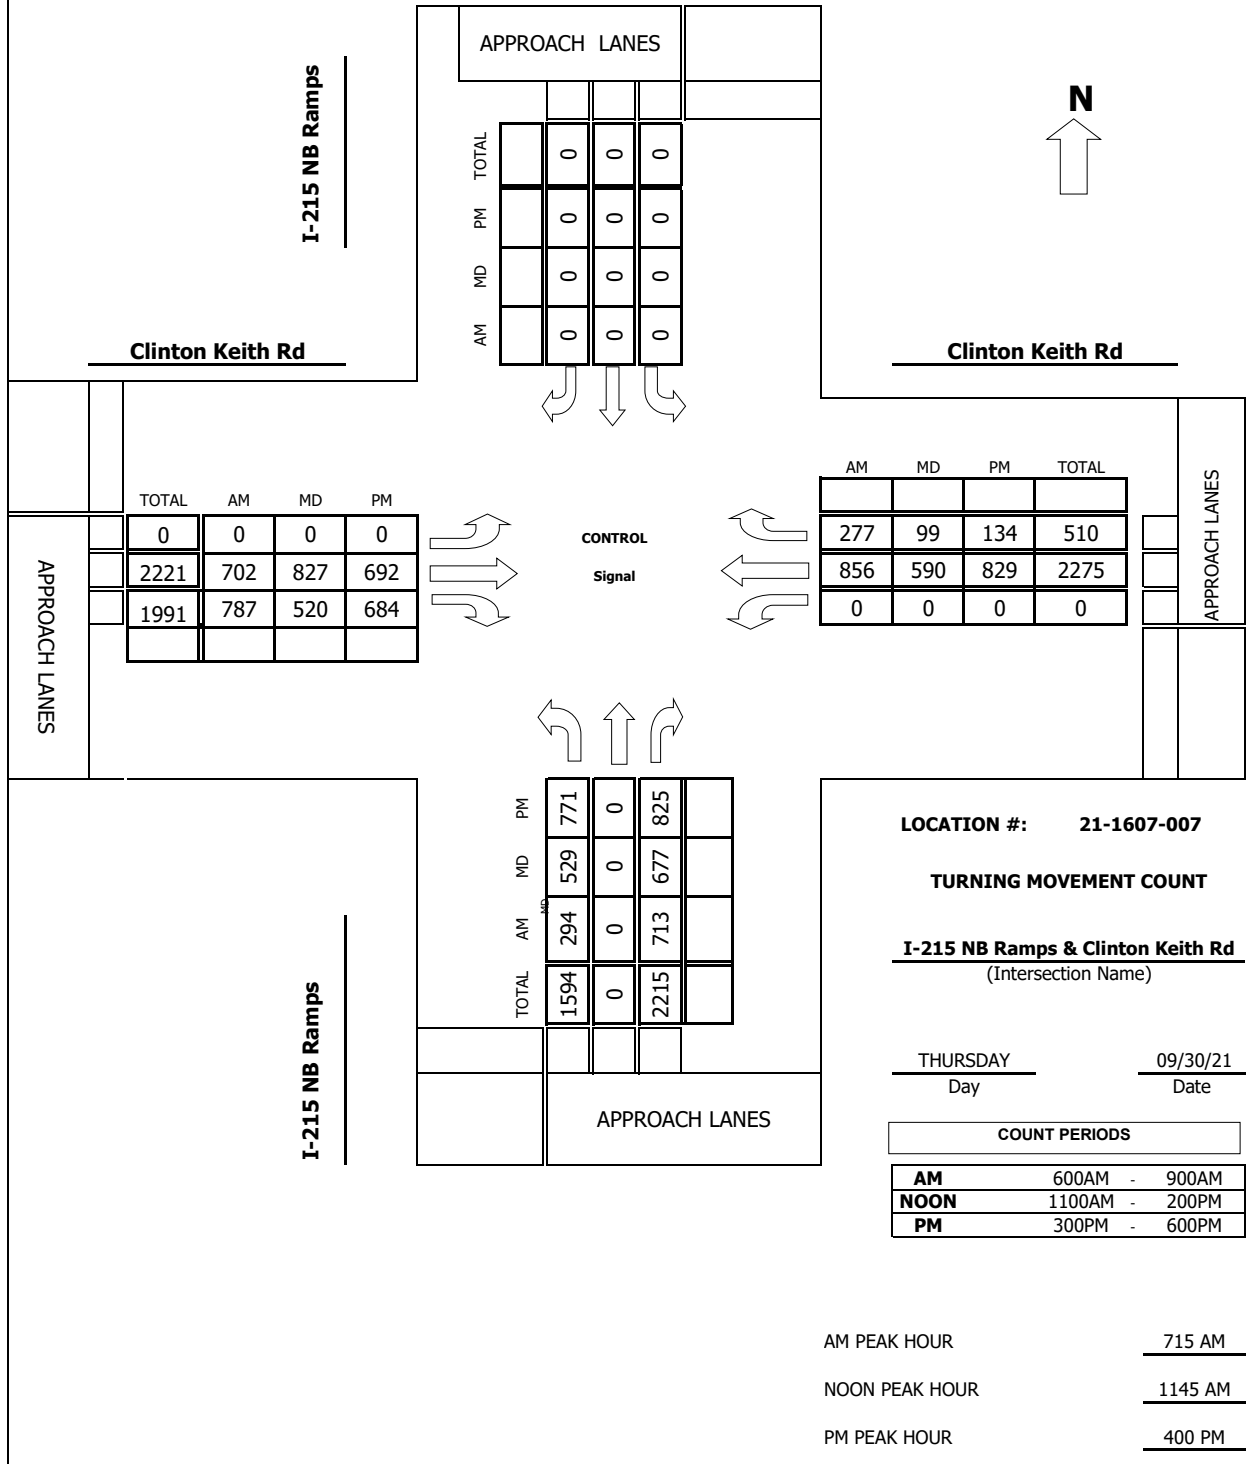 APPROACH LANES
I-215 NB Ramps
N
TOTAL 0 0 0
PM 0 0 0
MD 0 0 0
AM 0 0 0
Clinton Keith Rd
Clinton Keith Rd
TOTAL AM MD PM
0 0 0 0
2221 702 827 692
1991 787 520 684
APPROACH LANES
CONTROL
Signal
AM MD PM TOTAL
277 99 134 510
856 590 829 2275
0 0 0 0
APPROACH LANES
PM 771 0 825
MD 529 0 677
AM MD 294 0 713
TOTAL 1594 0 2215
I-215 NB Ramps
APPROACH LANES
LOCATION #: 21-1607-007
TURNING MOVEMENT COUNT
I-215 NB Ramps & Clinton Keith Rd
(Intersection Name)
THURSDAY 09/30/21
Day Date
COUNT PERIODS
AM 600AM - 900AM
NOON 1100AM - 200PM
PM 300PM - 600PM
AM PEAK HOUR 715 AM
NOON PEAK HOUR 1145 AM
PM PEAK HOUR 400 PM